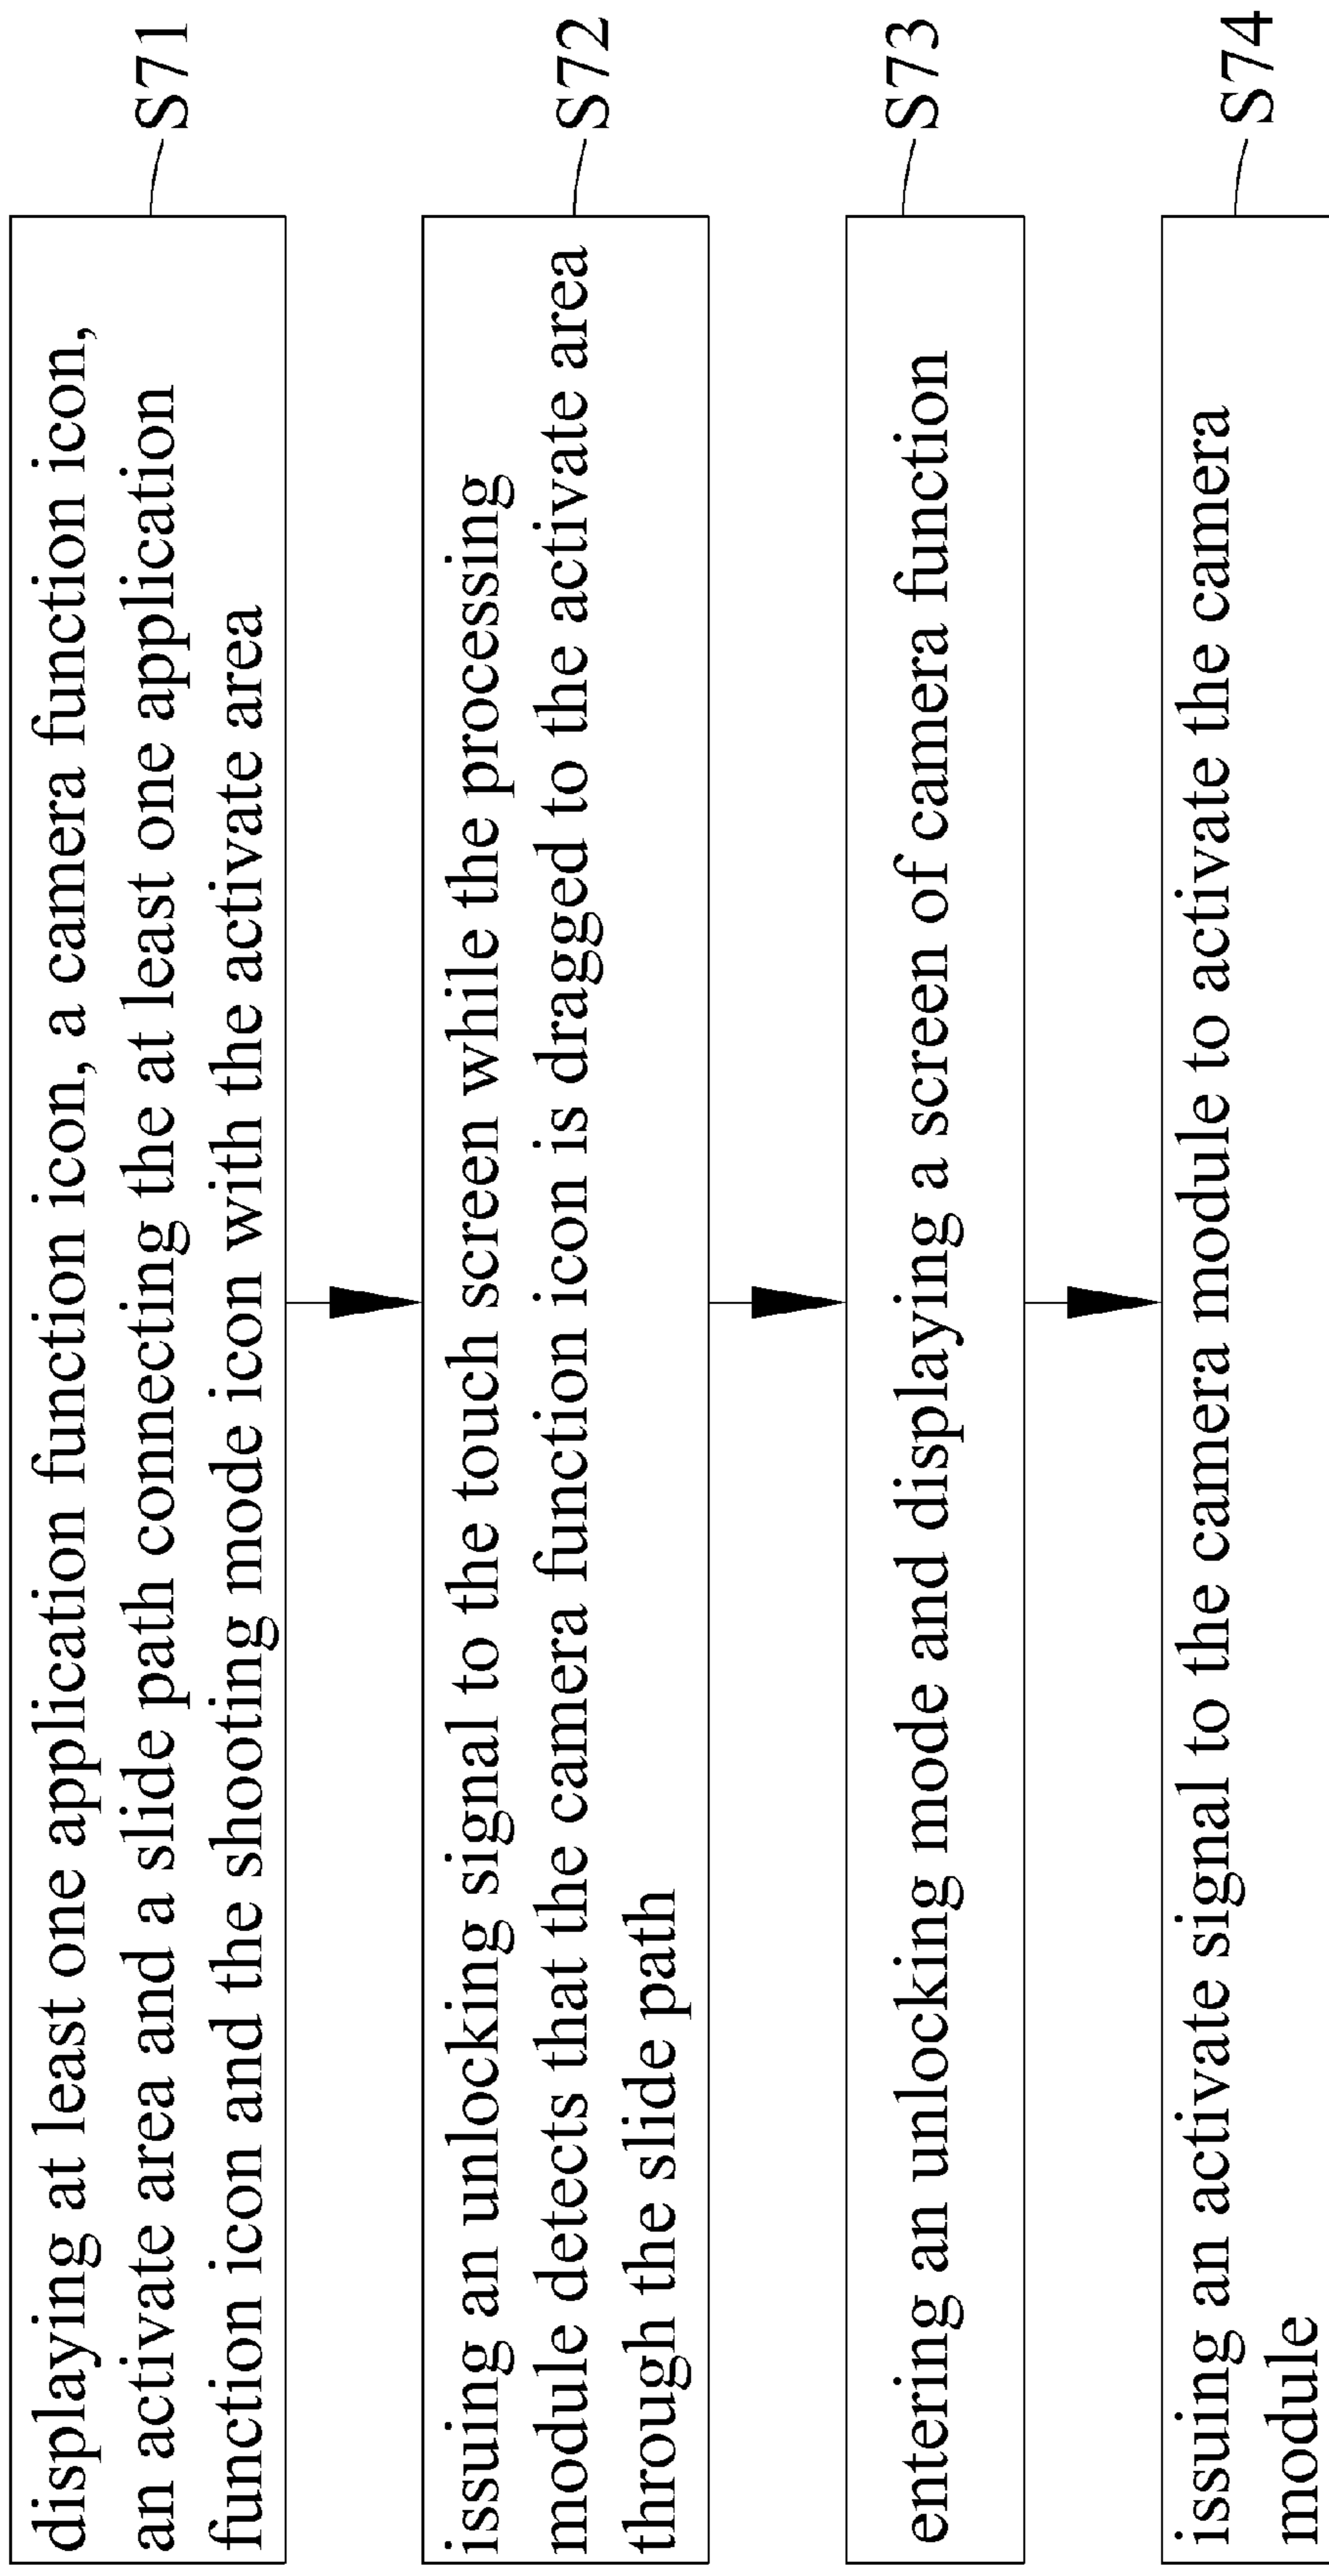 displaying at least one application function icon, a camera function icon,
an activate area and a slide path connecting the at least one application
function icon and the shooting mode icon with the activate area
S71
issuing an unlocking signal to the touch screen while the processing
module detects that the camera function icon is dragged to the activate area
through the slide path
S72
entering an unlocking mode and displaying a screen of camera function
S73
issuing an activate signal to the camera module to activate the camera
module
S74